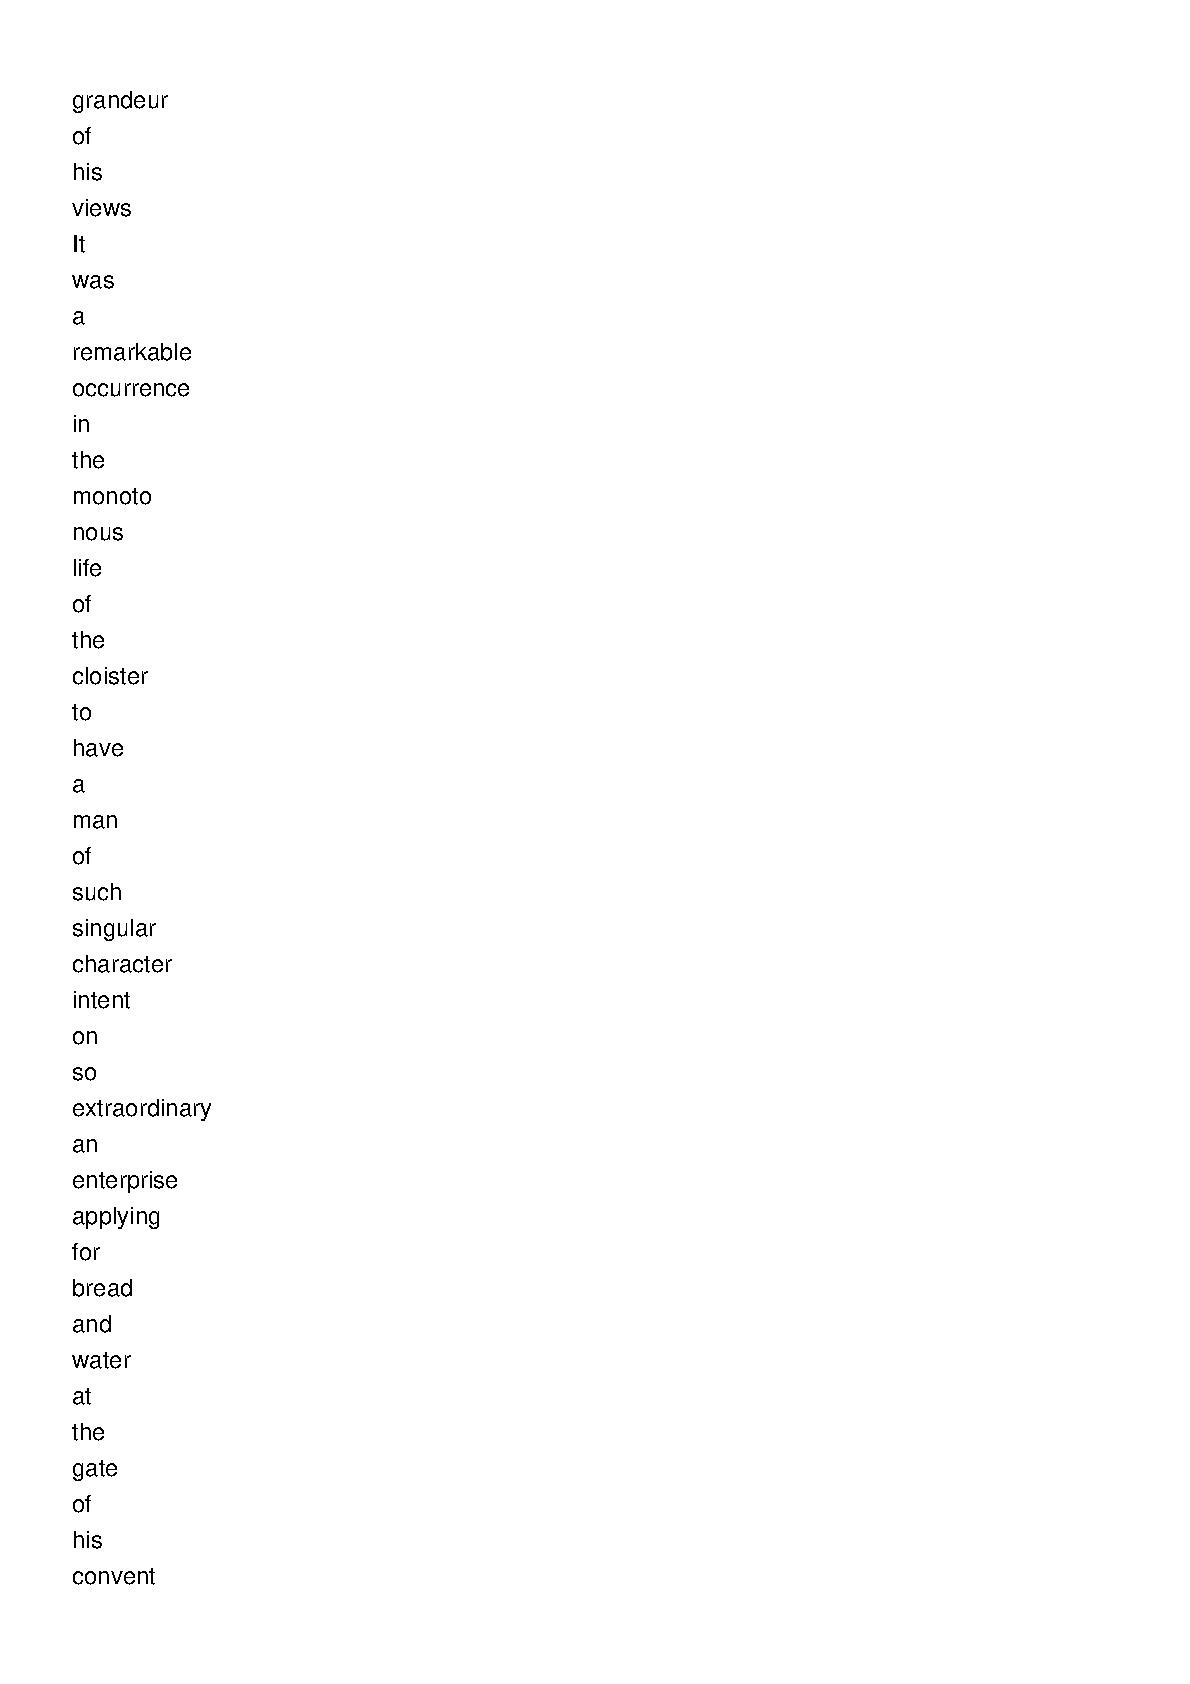 grandeur
of
his
views
It
was
a
remarkable
occurrence
in
the
monoto
nous
life
of
the
cloister
to
have
a
man
of
such
singular
character
intent
on
so
extraordinary
an
enterprise
applying
for
bread
and
water
at
the
gate
of
his
convent